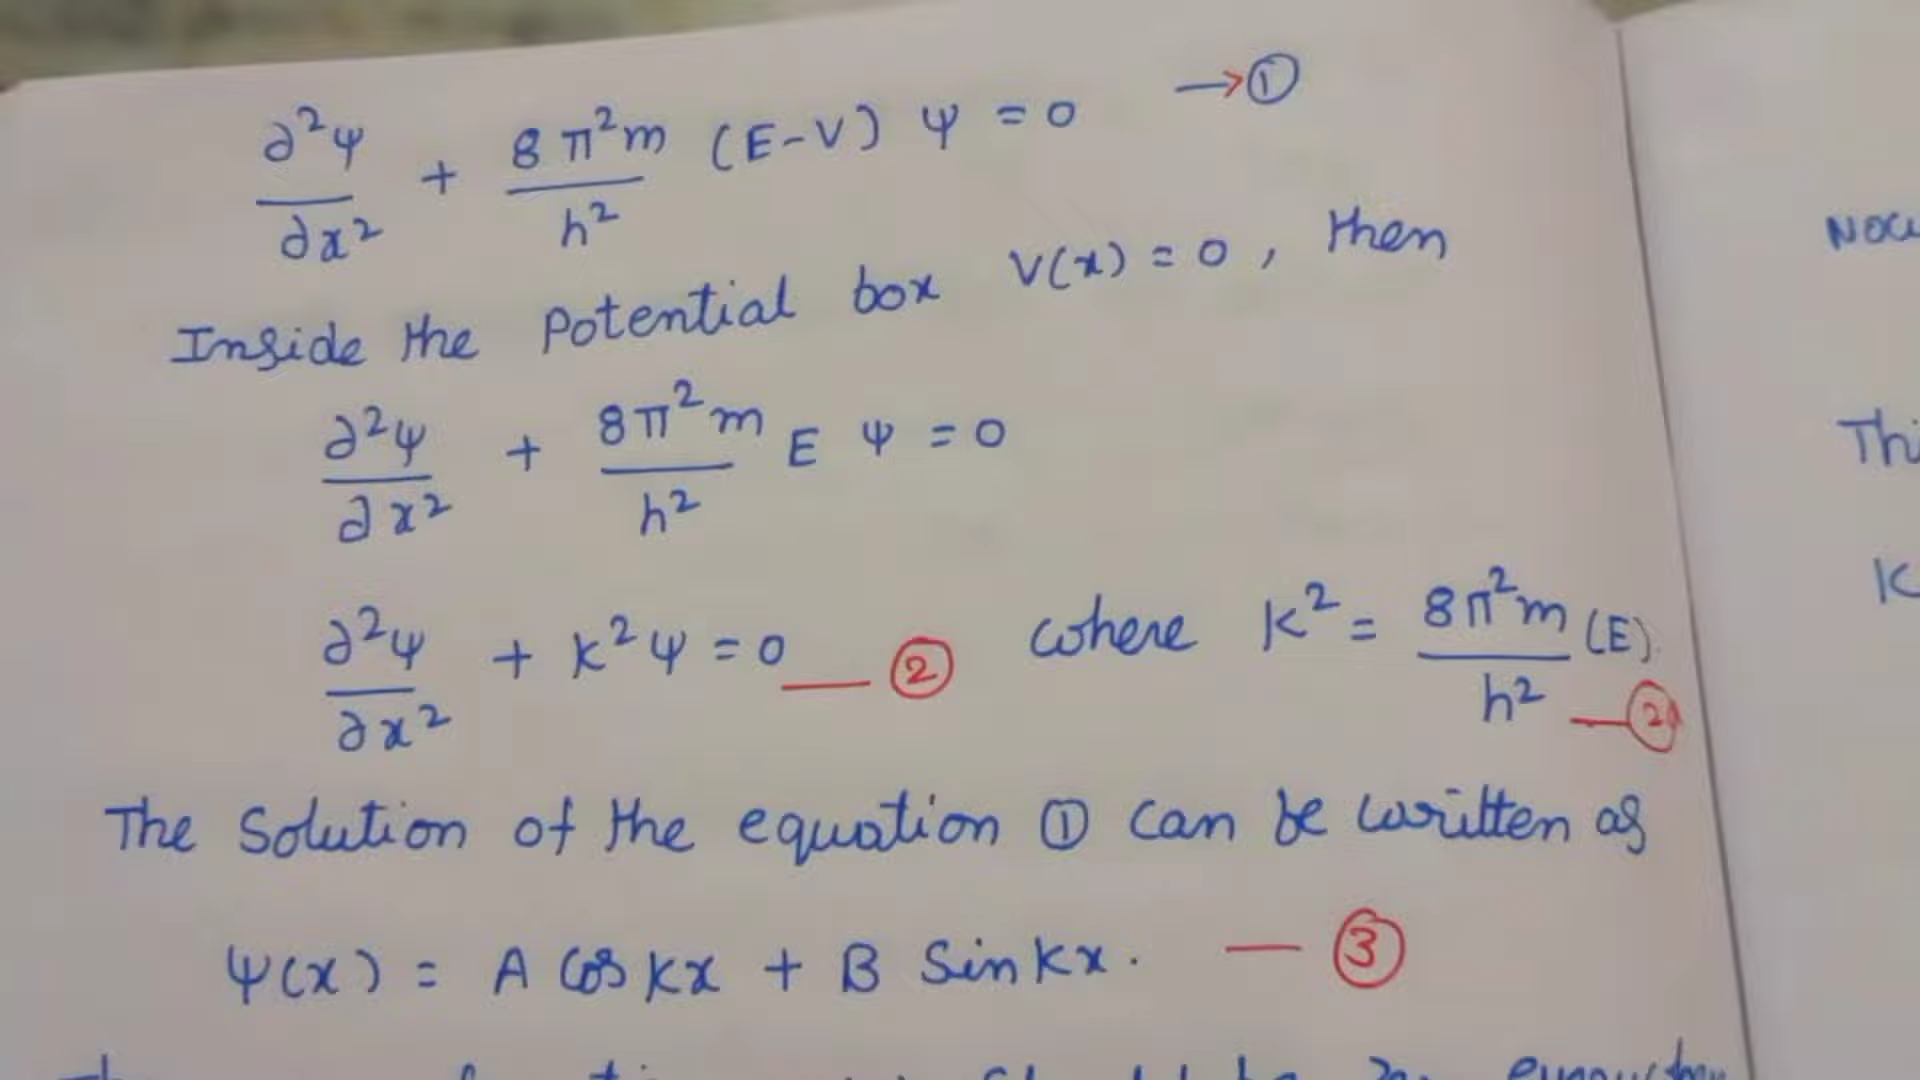 ∂²ψ/∂x² + 8π²m/h² (E-V) ψ = 0 → ①
Inside the potential box V(x) = 0, then
∂²ψ/∂x² + 8π²m/h² E ψ = 0
∂²ψ/∂x² + k²ψ = 0 — ② where k² = 8π²m/h² (E). — 2
The Solution of the equation ① can be written as
ψ(x) = A Cos kx + B Sin kx. — ③
K